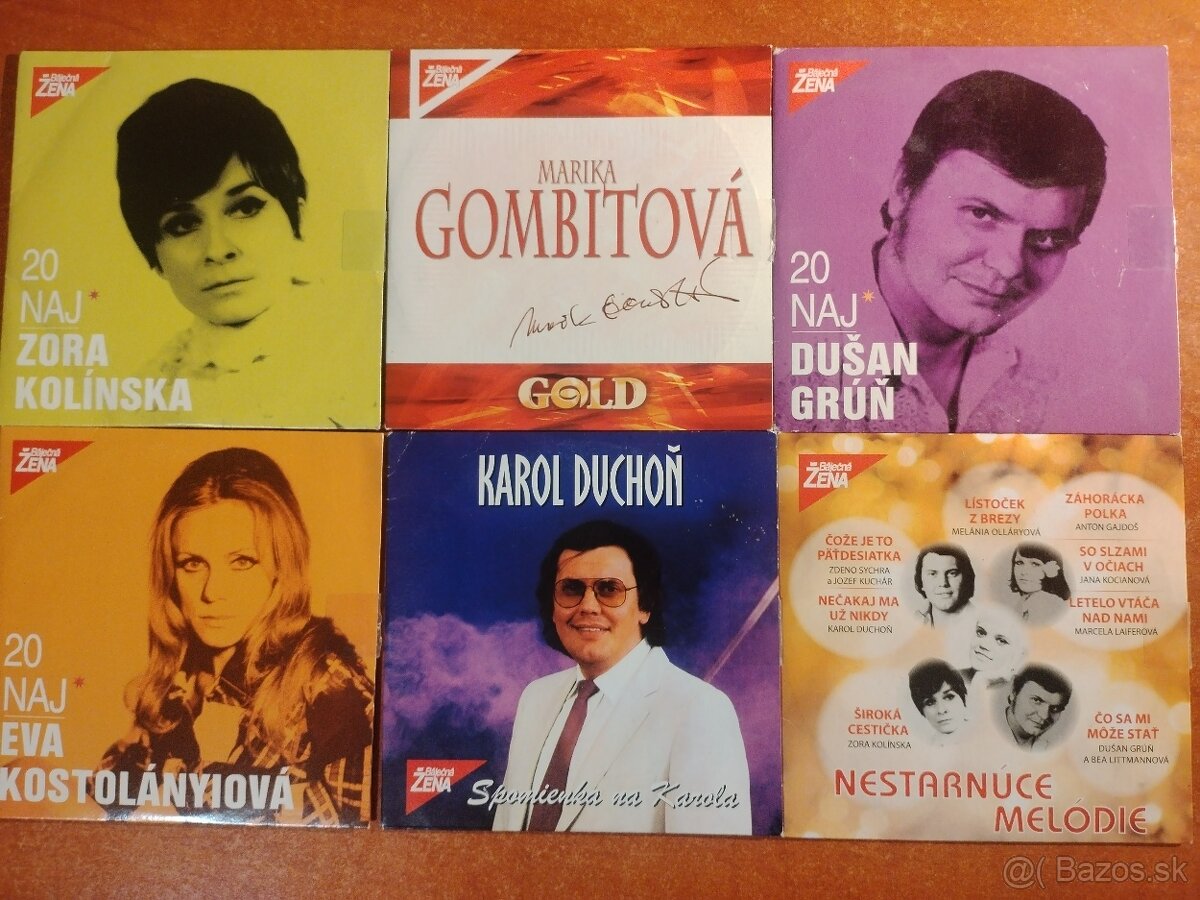 Báječná
ŽENA
20
NAJ*
ZORA
KOLÍNSKA
Báječná
ŽENA
MARIKA
GOMBITOVÁ
GOLD
Báječná
ŽENA
20
NAJ*
DUŠAN
GRÚŇ
Báječná
ŽENA
20
NAJ*
EVA
KOSTOLÁNYIOVÁ
KAROL DUCHOŇ
Báječná
ŽENA
Spomienka na Karola
Báječná
ŽENA
LÍSTOČEK
Z BREZY
MELÁNIA OLLÁRYOVÁ
ZÁHORÁCKA
POLKA
ANTON GAJDOŠ
ČOŽE JE TO
PÄŤDESIATKA
ZDENO SYCHRA
a JOZEF KUCHÁR
SO SLZAMI
V OČIACH
JANA KOCIANOVÁ
NEČAKAJ MA
UŽ NIKDY
KAROL DUCHOŇ
LETELO VTÁČA
NAD NAMI
MARCELA LAIFEROVÁ
ŠIROKÁ
CESTIČKA
ZORA KOLÍNSKA
ČO SA MI
MÔŽE STAŤ
DUŠAN GRÚŇ
A BEA LITTMANNOVÁ
NESTARNÚCE
MELÓDIE
@( Bazos.sk